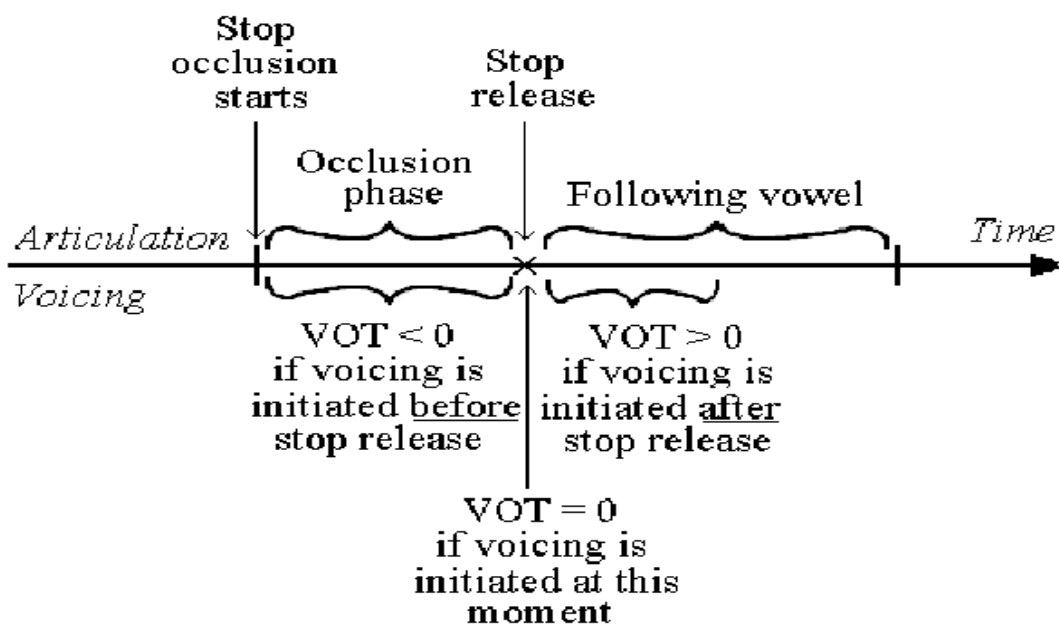 Stop
occlusion
starts
Stop
release
Occlusion
phase
Following vowel
Articulation
Time
Voicing
VOT < 0
if voicing is
initiated before
stop release
VOT > 0
if voicing is
initiated after
stop release
VOT = 0
if voicing is
initiated at this
moment